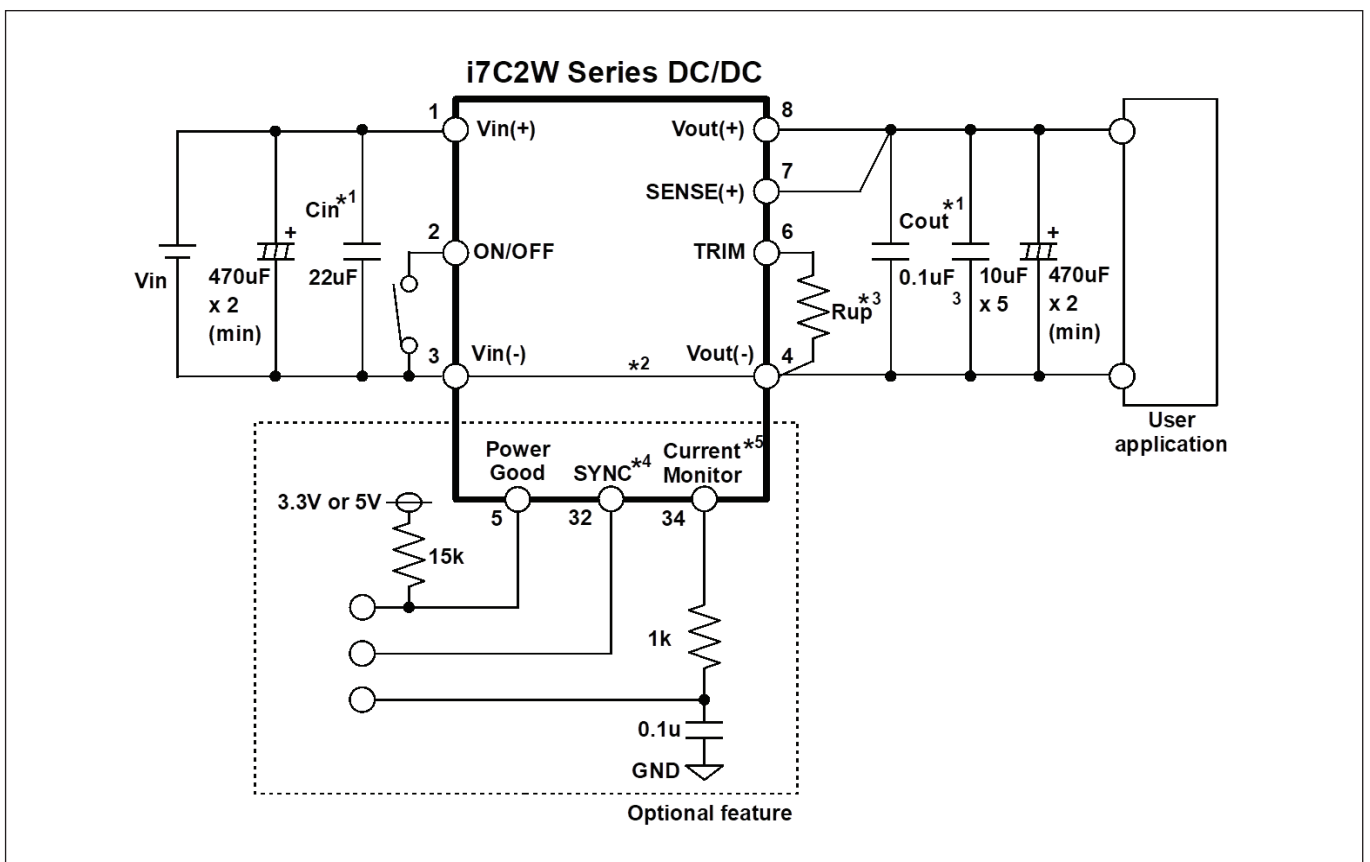 i7C2W Series DC/DC
1
Vin(+)
Vout(+)
8
7
SENSE(+)
Cin*1
Cout*1
2
ON/OFF
TRIM
6
+
+
Vin
470uF
x 2
(min)
22uF
Rup*3
0.1uF
10uF
3
x 5
470uF
x 2
(min)
3
Vin(-)
*2
Vout(-)
4
User
application
Power
Good
SYNC*4
Current*5
Monitor
3.3V or 5V
5
32
34
15k
1k
0.1u
GND
Optional feature